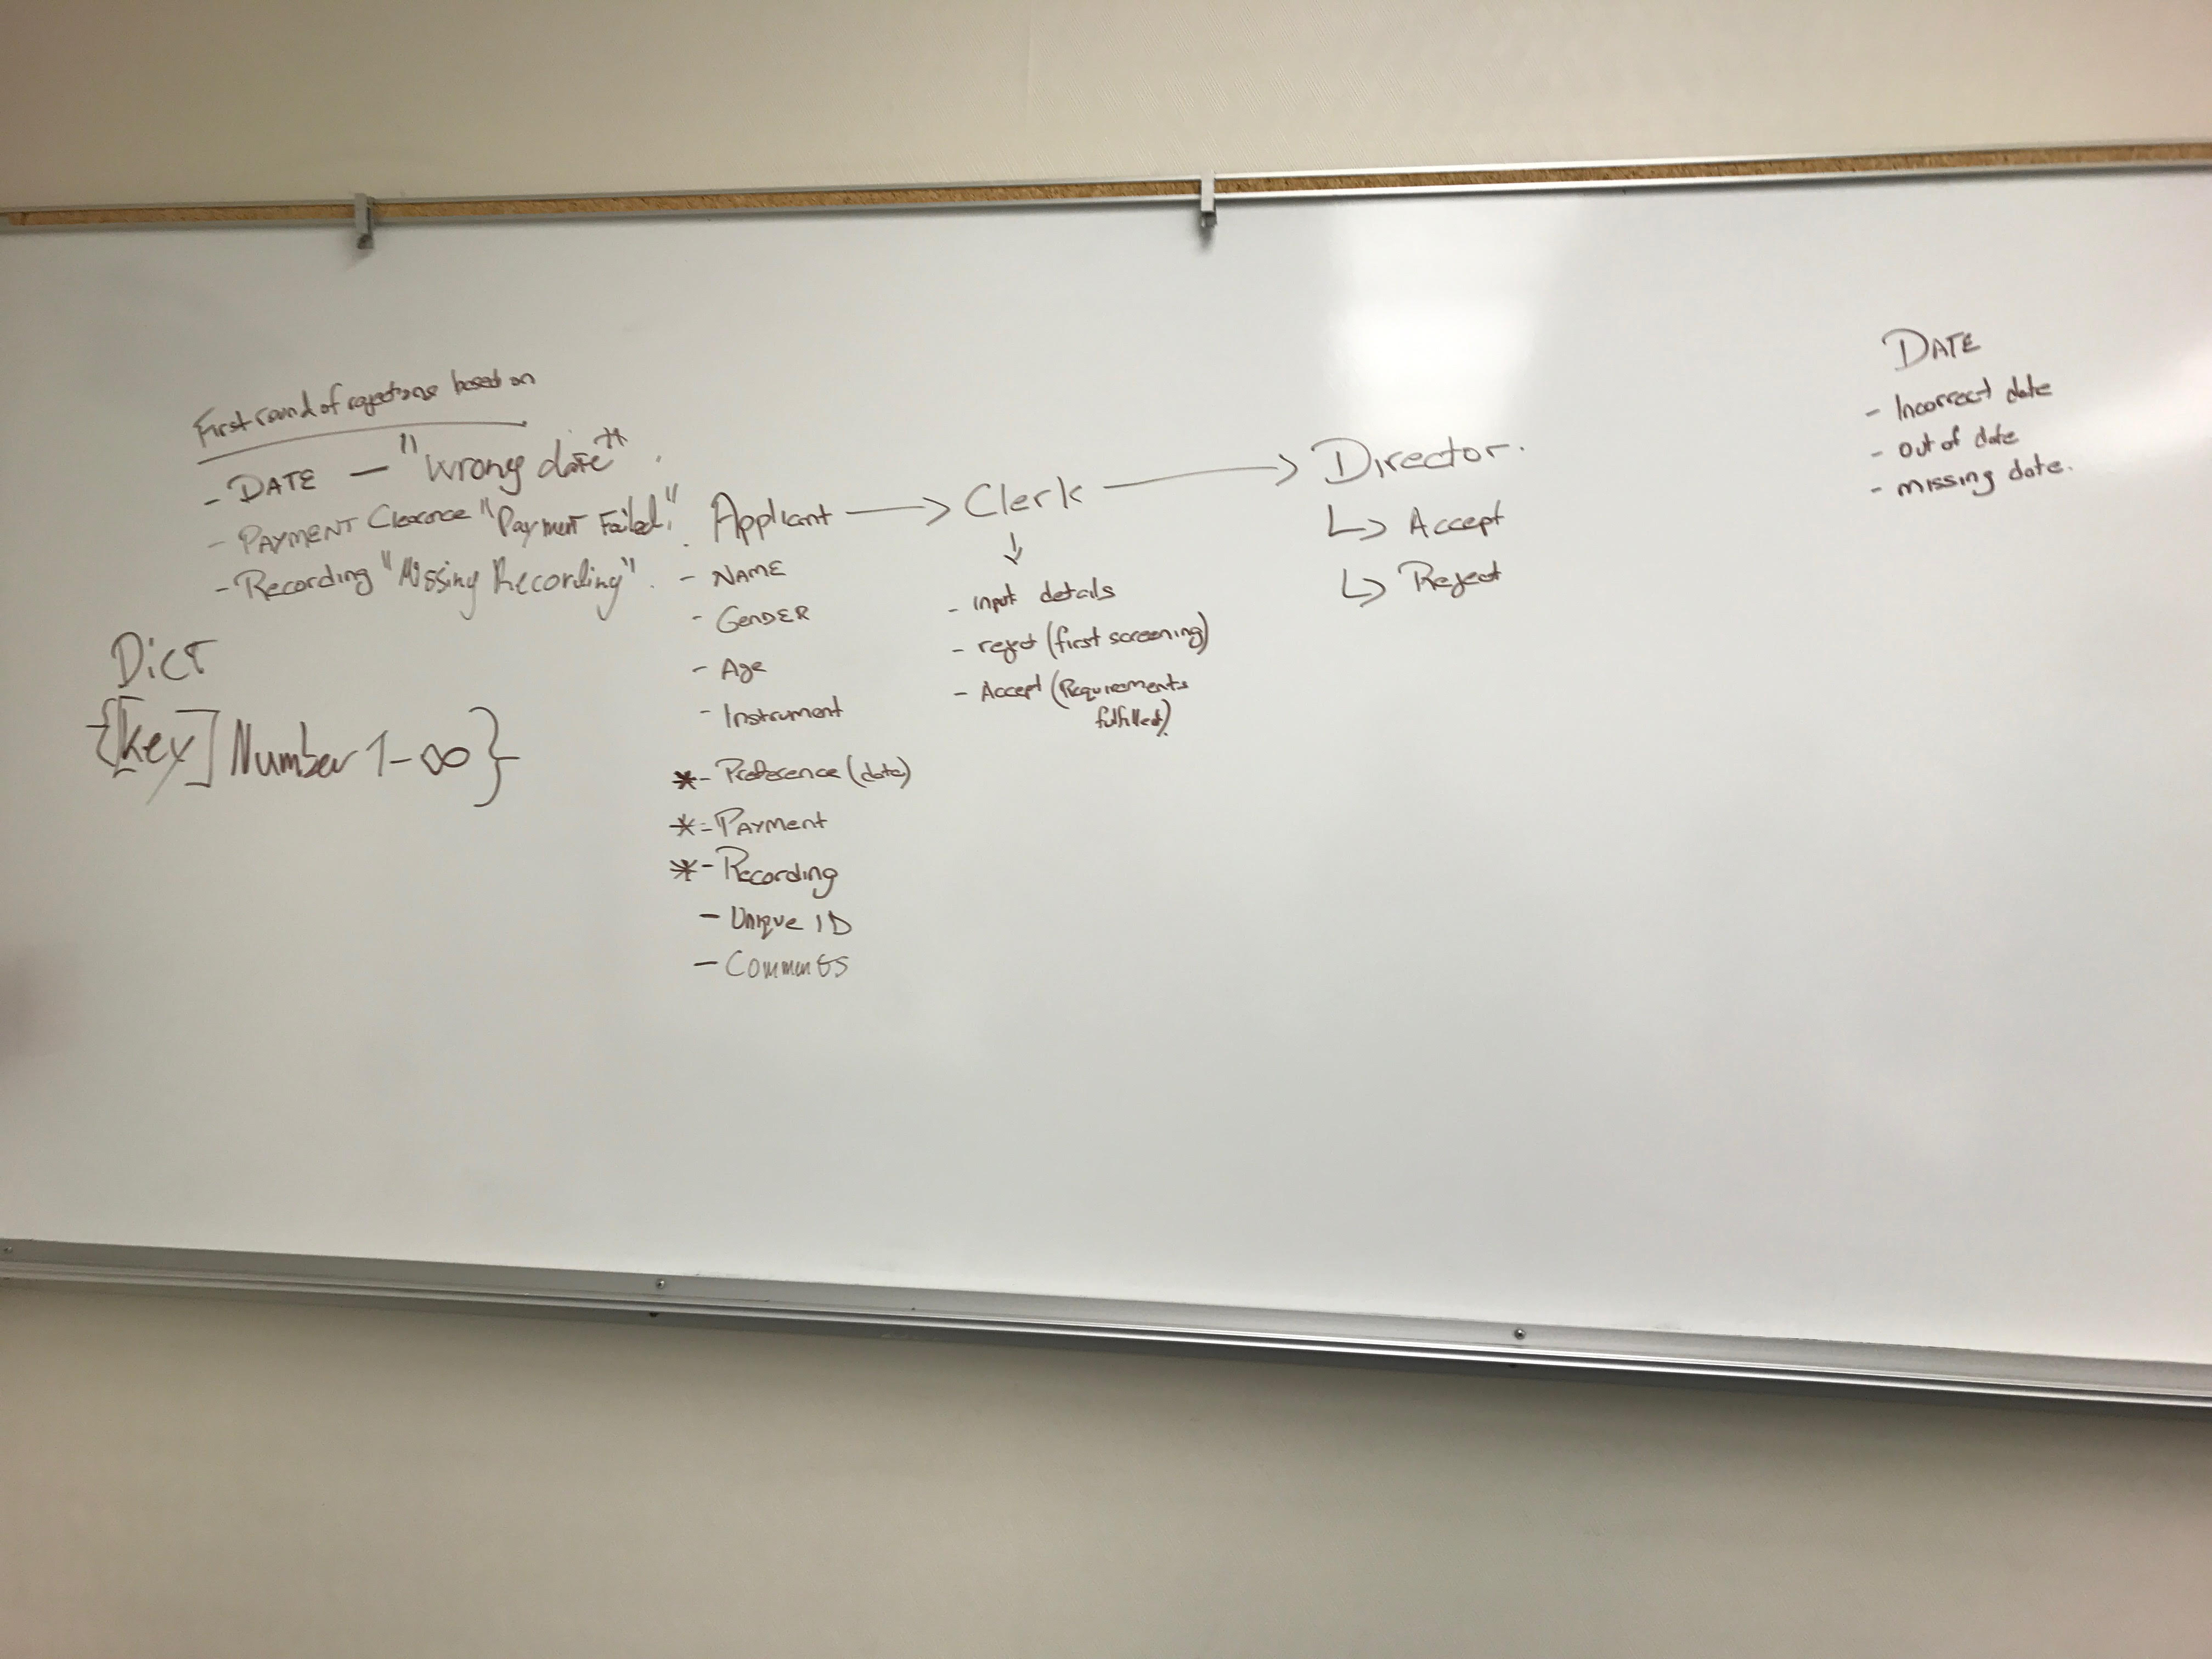 First round of rejections based on
- DATE — "Wrong date".
- PAYMENT Clearance "Payment Failed".
- Recording "Missing Recording".
Dict
{[key] Number 1-∞}
Applicant → Clerk → Director.
- NAME
- GENDER
- Age
- Instrument
*- Preference (date)
*= Payment
*- Recording
- Unique ID
- Comments
↓
- Input details
- reject (first screening)
- Accept (Requirements
fulfilled)
↳ Accept
↳ Reject
DATE
- Incorrect date
- out of date
- missing date.